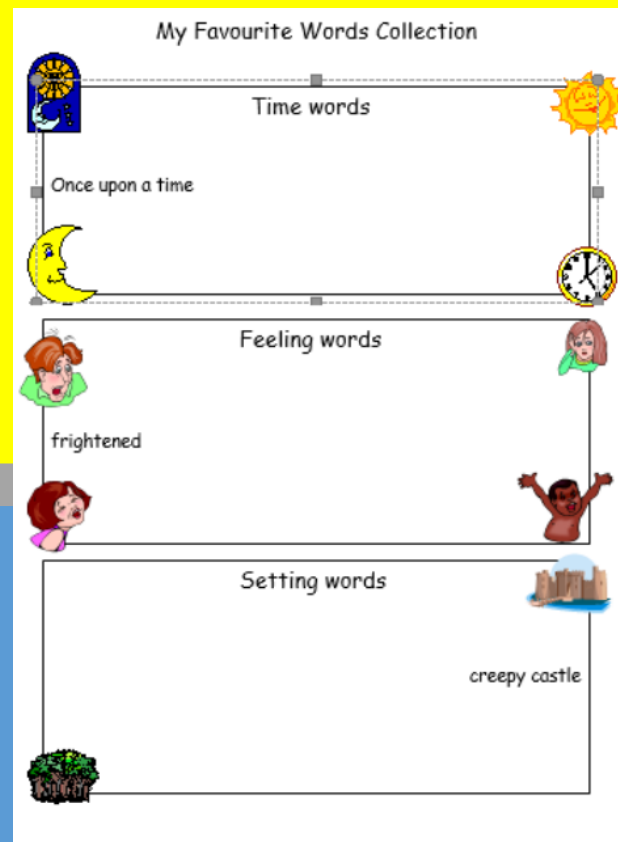 My Favourite Words Collection
Time words
Once upon a time
Feeling words
frightened
Setting words
creepy castle